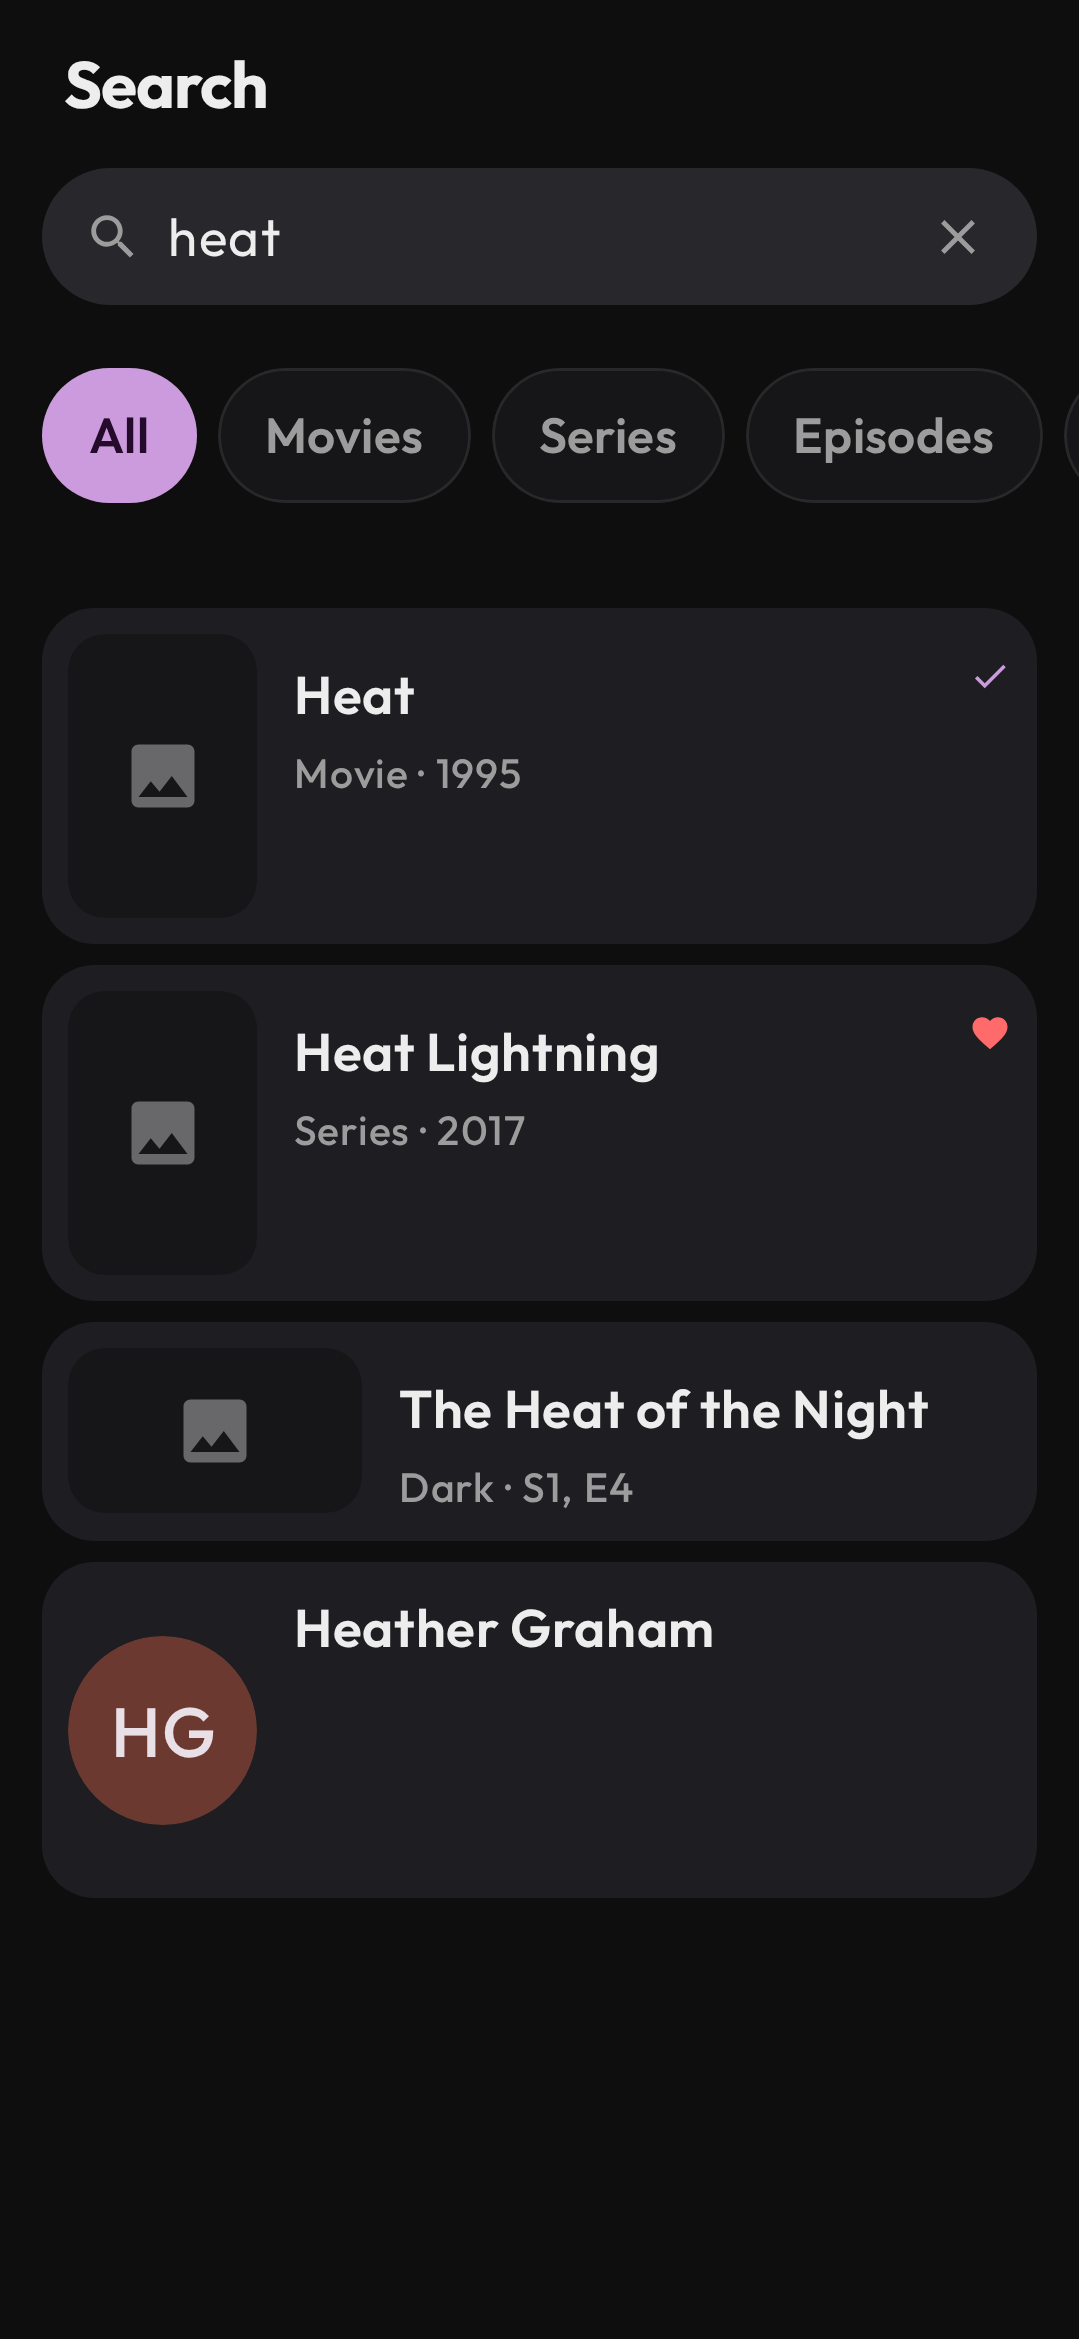 Search
heat
All Movies Series Episodes
Heat
Movie · 1995
Heat Lightning
Series · 2017
The Heat of the Night
Dark · S1, E4
Heather Graham
HG